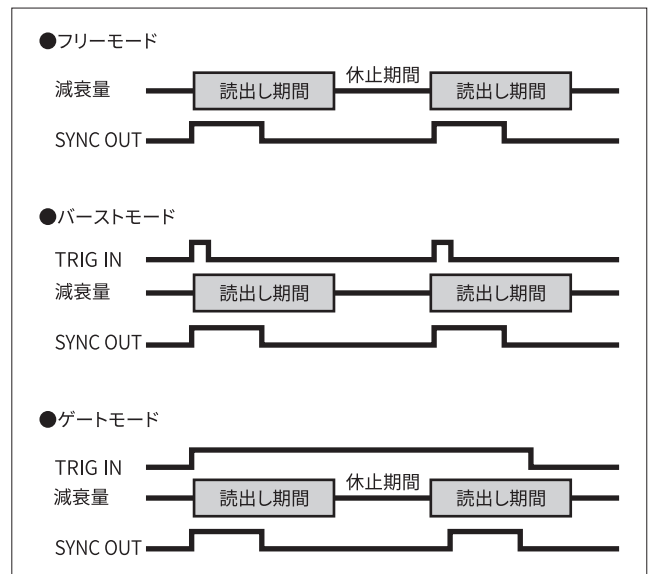 ●フリーモード
休止期間
減衰量 読出し期間 読出し期間
SYNC OUT
●バーストモード
TRIG IN
減衰量 読出し期間 読出し期間
SYNC OUT
●ゲートモード
TRIG IN
休止期間
減衰量 読出し期間 読出し期間
SYNC OUT